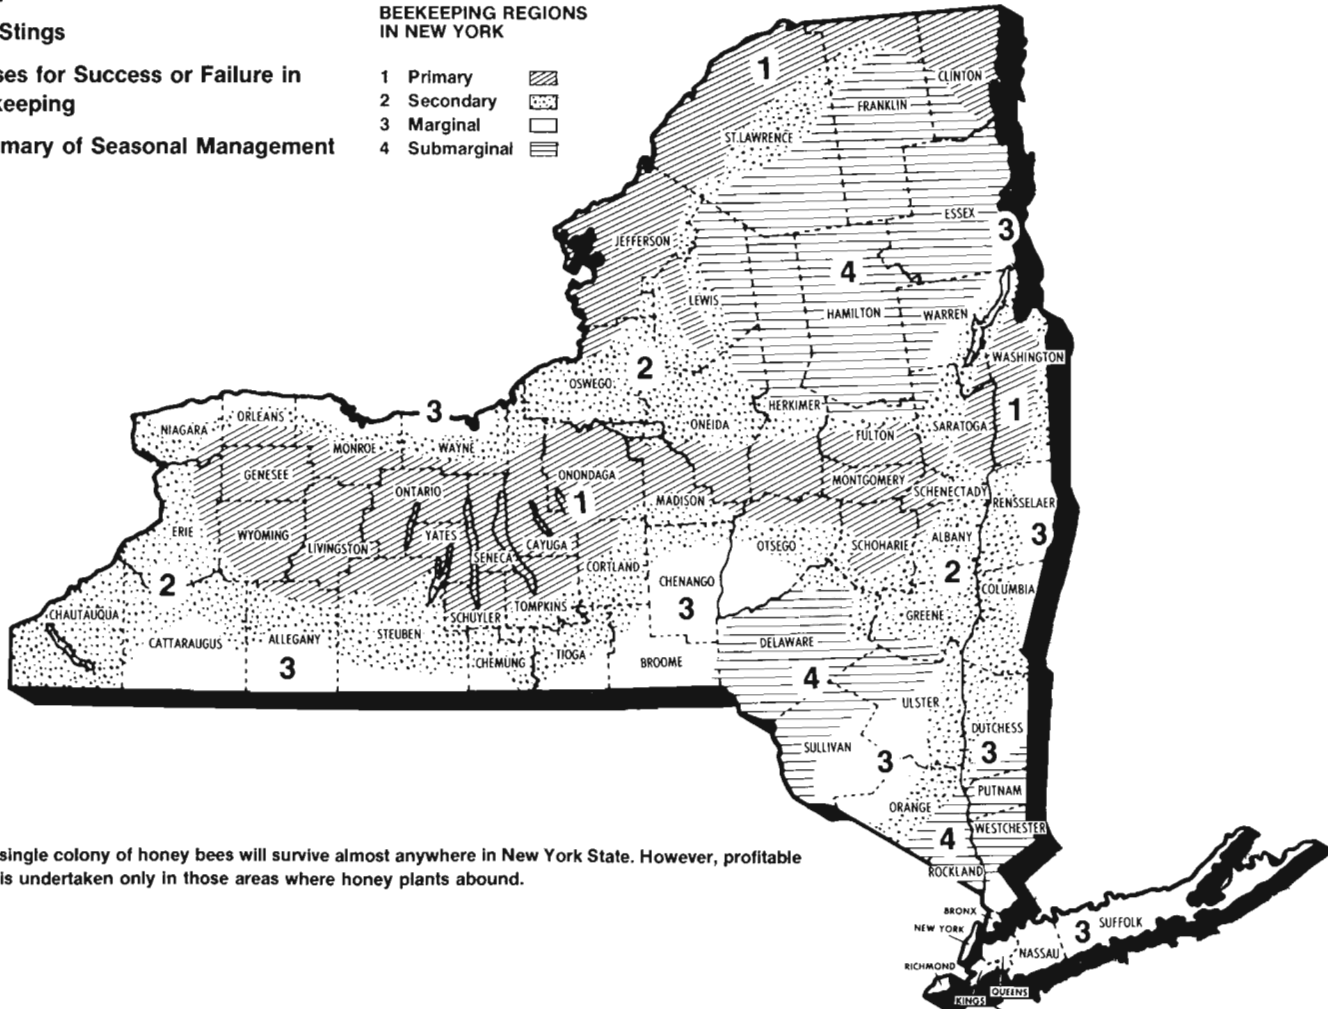 Stings
ses for Success or Failure in
keeping
mary of Seasonal Management
BEEKEEPING REGIONS
IN NEW YORK
1 Primary
2 Secondary
3 Marginal
4 Submarginal
1
CLINTON
FRANKLIN
ST. LAWRENCE
ESSEX
3
JEFFERSON
4
LEWIS
HAMILTON
WARREN
WASHINGTON
2
OSWEGO
HERKIMER
1
ORLEANS
3
NIAGARA
ONEIDA
SARATOGA
FULTON
MONROE
WAYNE
GENESEE
ONONDAGA
MONTGOMERY
ONTARIO
SCHENECTADY
1
MADISON
RENSSELAER
ERIE
WYOMING
YATES
LIVINGSTON
CAYUGA
OTSEGO
SCHOHARIE
ALBANY
3
SENECA
CORTLAND
2
2
CHENANGO
COLUMBIA
CHAUTAUQUA
TOMPKINS
3
SCHUYLER
GREENE
CATTARAUGUS
ALLEGANY
STEUBEN
DELAWARE
3
CHEMUNG
TIOGA
BROOME
4
ULSTER
DUTCHESS
SULLIVAN
3
3
PUTNAM
ORANGE
4
WESTCHESTER
single colony of honey bees will survive almost anywhere in New York State. However, profitable
is undertaken only in those areas where honey plants abound.
ROCKLAND
BRONX
NEW YORK
3
SUFFOLK
NASSAU
RICHMOND
QUEENS
KINGS